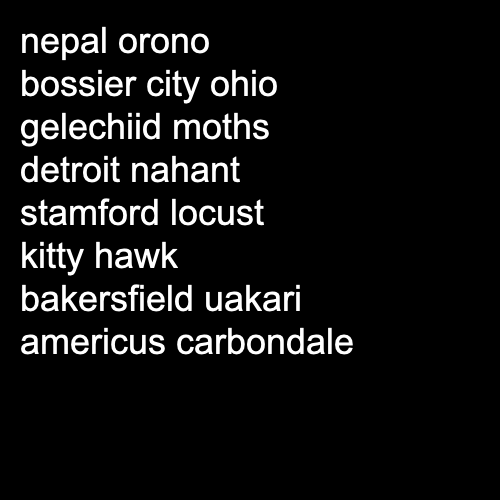 nepal orono
bossier city ohio
gelechiid moths
detroit nahant
stamford locust
kitty hawk
bakersfield uakari
americus carbondale